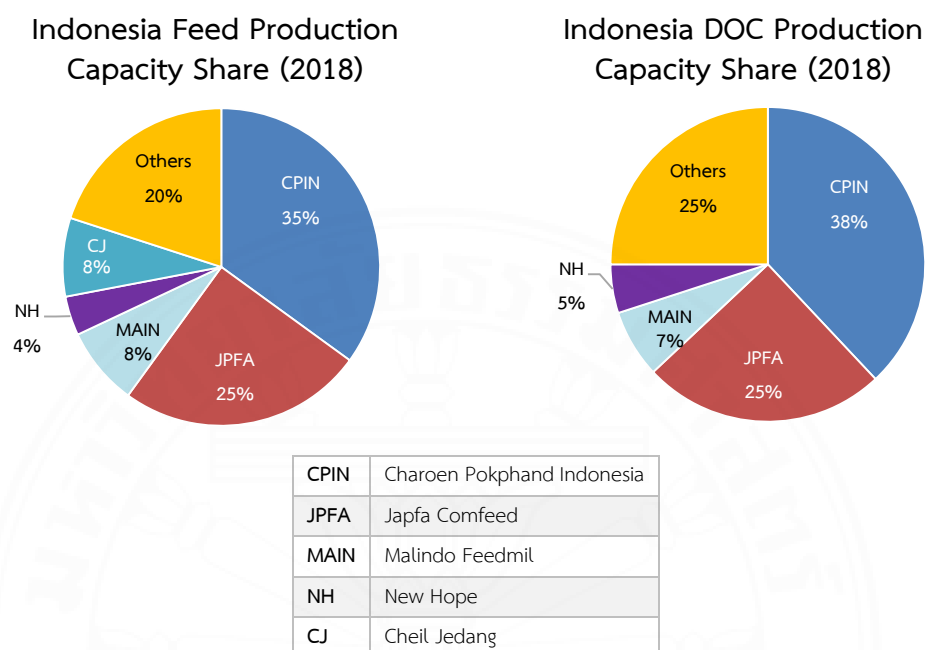 Indonesia Feed Production
Capacity Share (2018)
CPIN
35%
JPFA
25%
MAIN
8%
NH
4%
CJ
8%
Others
20%
Indonesia DOC Production
Capacity Share (2018)
CPIN
38%
JPFA
25%
MAIN
7%
NH
5%
Others
25%
CPIN Charoen Pokphand Indonesia
JPFA Japfa Comfeed
MAIN Malindo Feedmil
NH New Hope
CJ Cheil Jedang